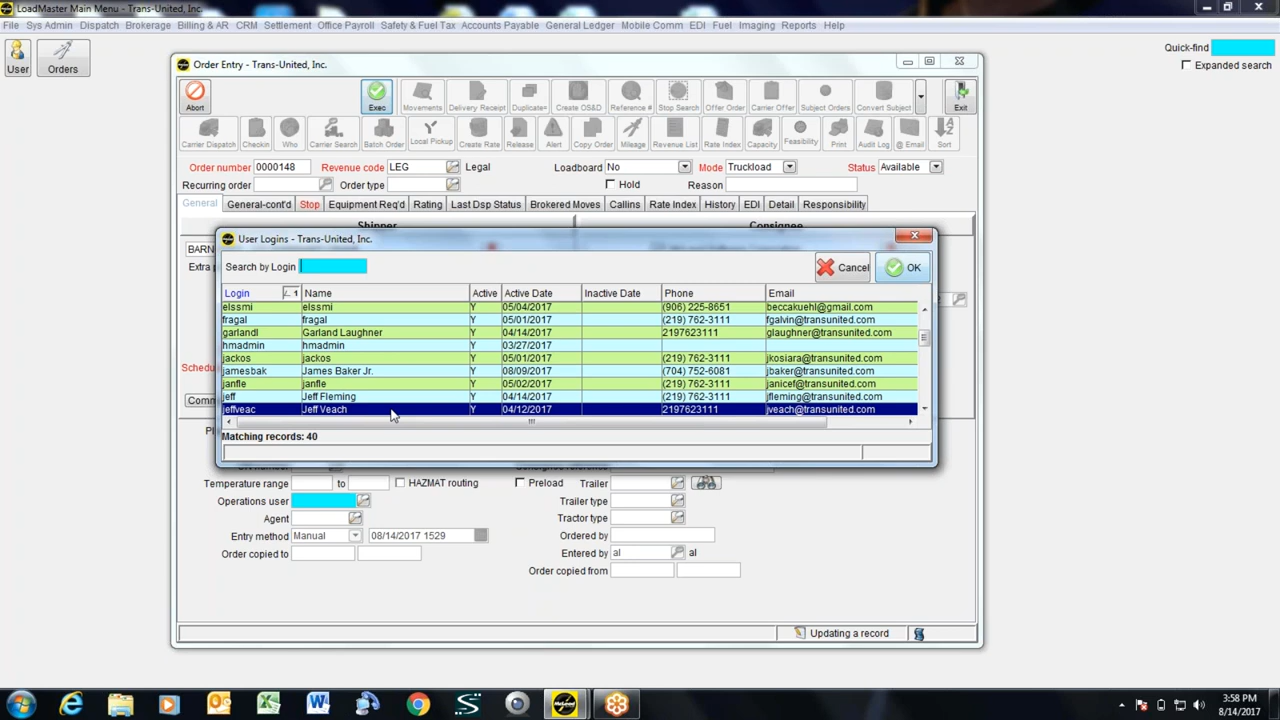 LoadMaster Main Menu - Trans-United, Inc.
File Sys Admin Dispatch Brokerage Billing & AR CRM Settlement Office Payroll Safety & Fuel Tax Accounts Payable General Ledger Mobile Comm EDI Fuel Imaging Reports Help
User Orders
Quick-find
Expanded search
Order Entry - Trans-United, Inc.
Abort Exec Movements Delivery Receipt Duplicate= Create OS&D Reference # Stop Search Offer Order Carrier Offer Subject Orders Convert Subject Exit
Carrier Dispatch Checkin Who Carrier Search Batch Order Local Pickup Create Rate Release Alert Copy Order Mileage Revenue List Rate Index Capacity Feasibility Print Audit Log @ Email Sort
Order number 0000148 Revenue code LEG Legal Loadboard No Mode Truckload Status Available
Recurring order Order type Hold Reason
General General-cont'd Stop Equipment Req'd Rating Last Dsp Status Brokered Moves Callins Rate Index History EDI Detail Responsibility
Shipper Consignee
BARN
Extra p
Schedu
Comm
User Logins - Trans-United, Inc.
Search by Login Cancel OK
Login 1 Name Active Active Date Inactive Date Phone Email
elssmi elssmi Y 05/04/2017 (906) 225-8651 beccakuehl@gmail.com
fragal fragal Y 05/01/2017 (219) 762-3111 fgalvin@transunited.com
garlandl Garland Laughner Y 04/14/2017 2197623111 glaughner@transunited.com
hmadmin hmadmin Y 03/27/2017
jackos jackos Y 05/01/2017 (219) 762-3111 jkosiara@transunited.com
jamesbak James Baker Jr. Y 08/09/2017 (704) 752-6081 jbaker@transunited.com
janfle janfle Y 05/02/2017 (219) 762-3111 janicef@transunited.com
jeff Jeff Fleming Y 04/14/2017 (219) 762-3111 jfleming@transunited.com
jeffveac Jeff Veach Y 04/12/2017 2197623111 jveach@transunited.com
Matching records: 40
Temperature range to HAZMAT routing Preload Trailer
Operations user Trailer type
Agent Tractor type
Entry method Manual 08/14/2017 1529 Ordered by
Order copied to Entered by al al
Order copied from
Updating a record
3:58 PM
8/14/2017